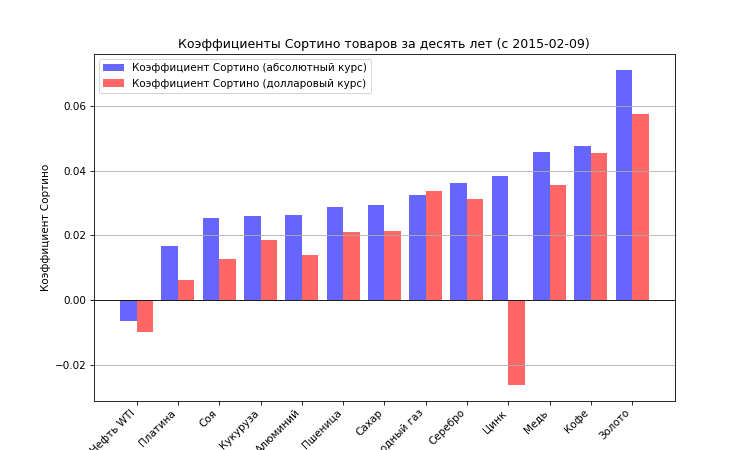 Коэффициенты Сортино товаров за десять лет (с 2015-02-09)
Коэффициент Сортино (абсолютный курс)
Коэффициент Сортино (долларовый курс)
Коэффициент Сортино
0.06
0.04
0.02
0.00
−0.02
Нефть WTI
Платина
Соя
Кукуруза
Алюминий
Пшеница
Сахар
одный газ
Серебро
Цинк
Медь
Кофе
Золото